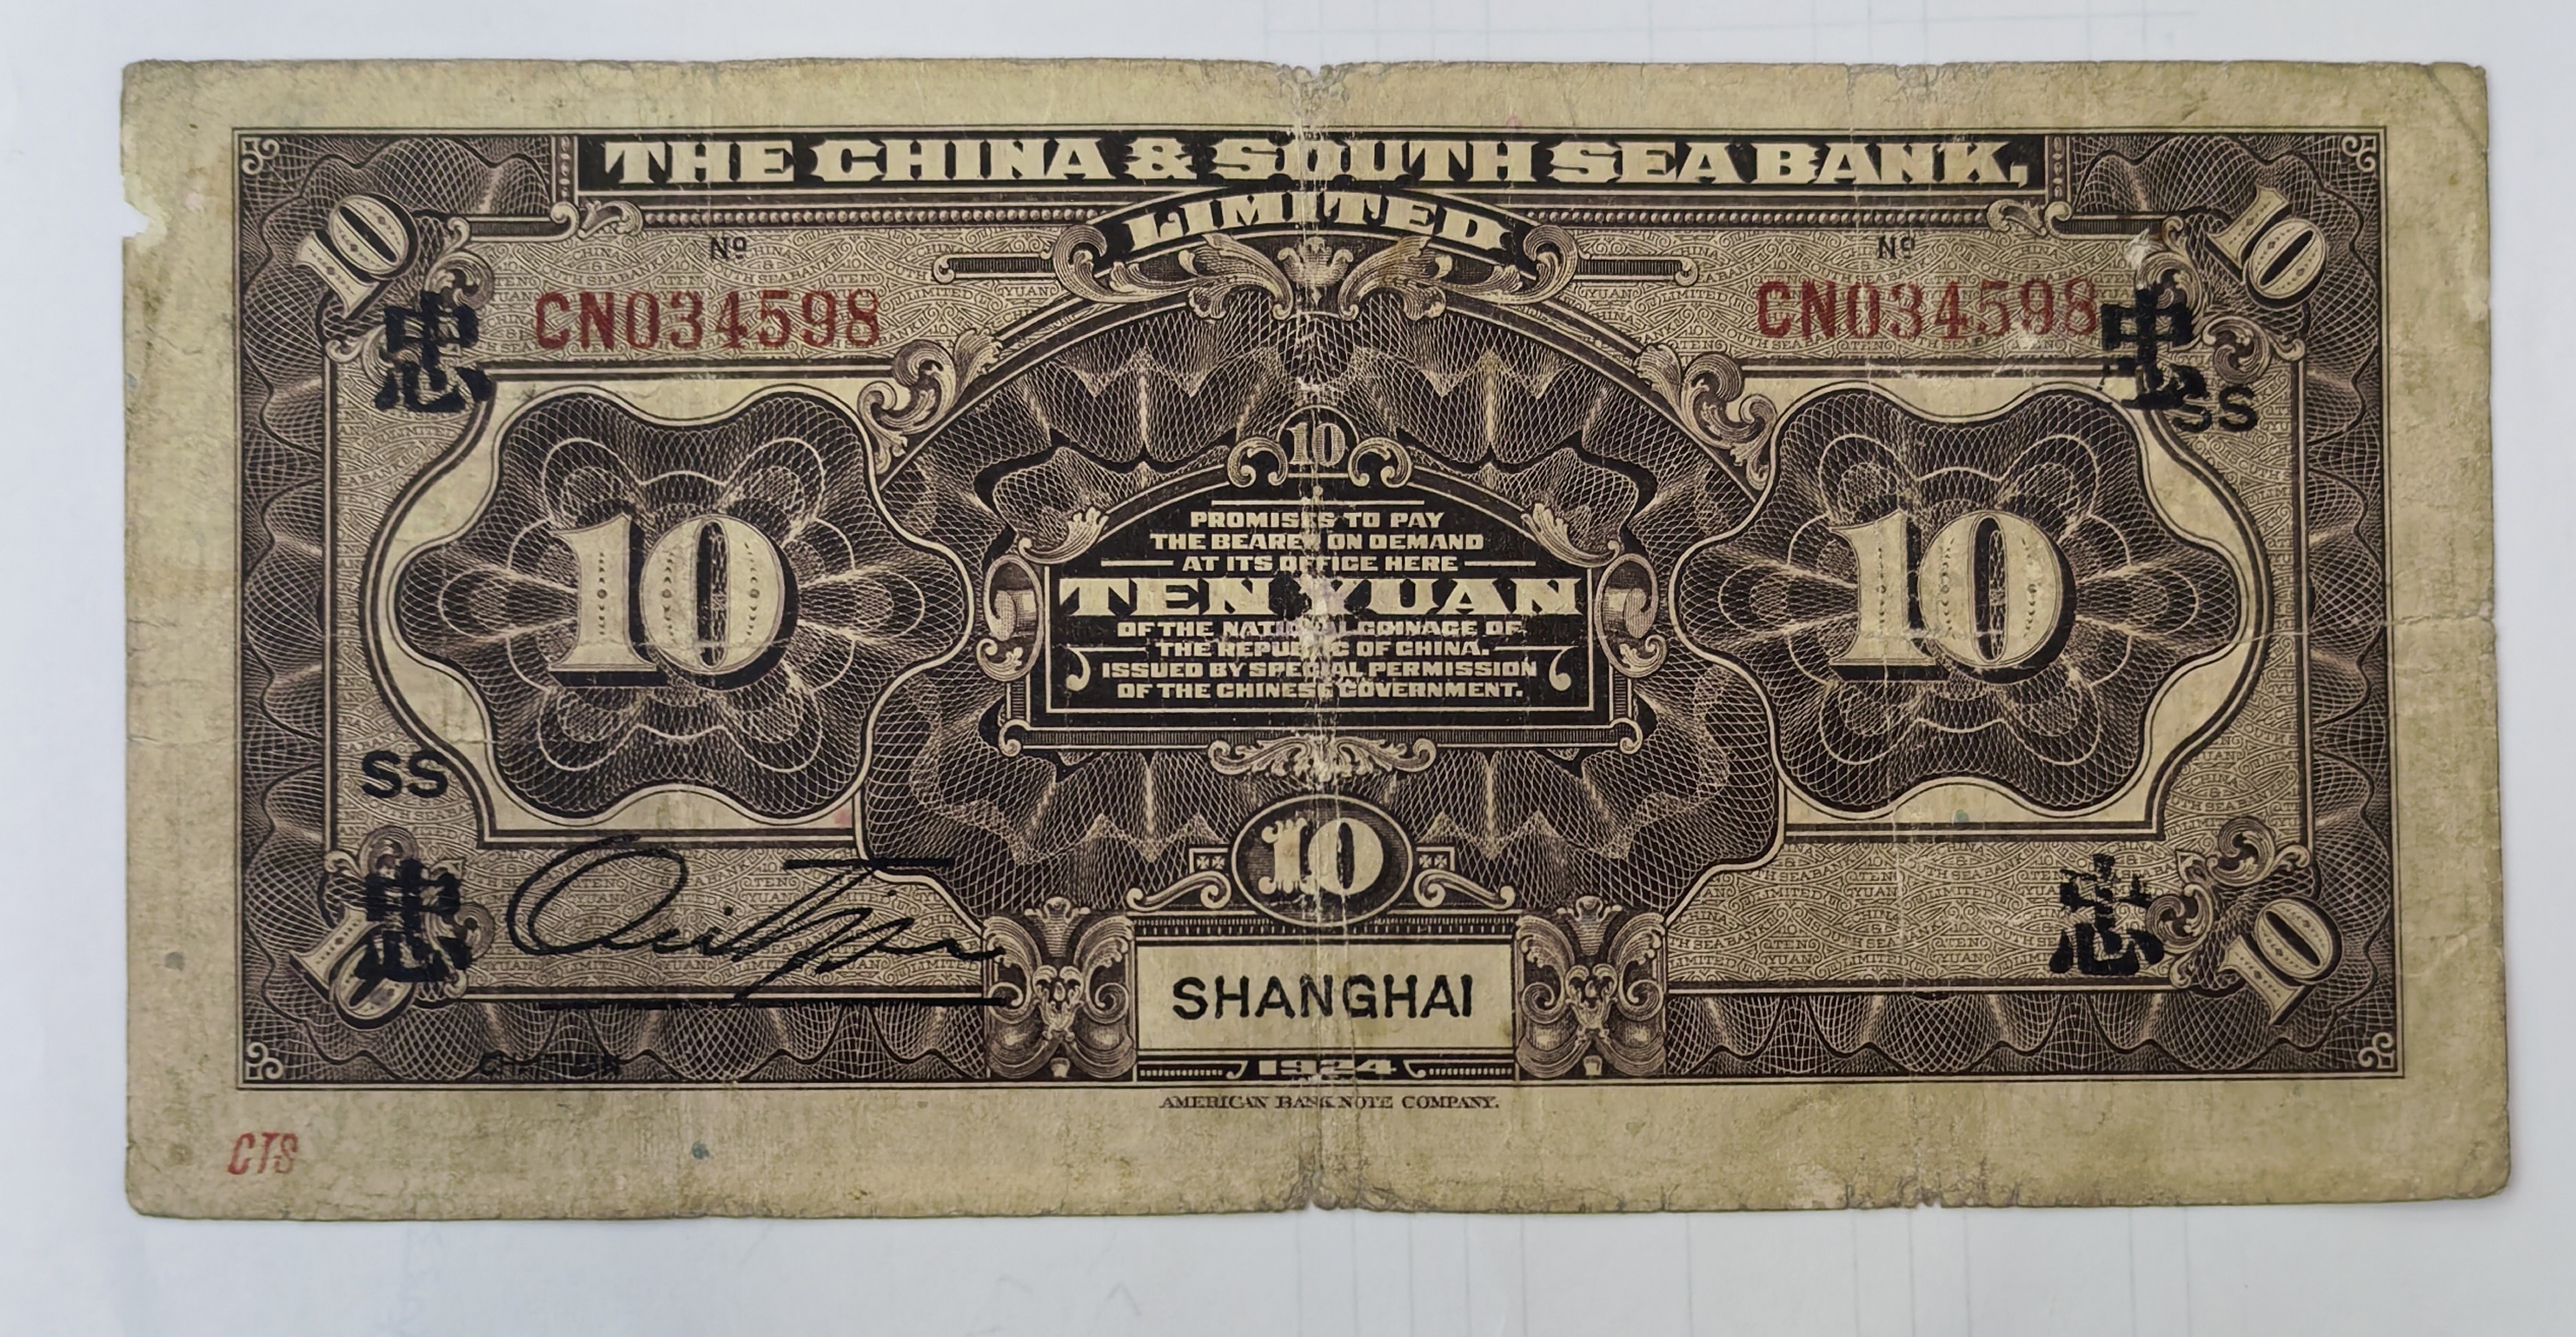 THE CHINA & SOUTH SEA BANK,
LIMITED
10 10
Nº Nº
忠 CN034598 CN034598 忠
SS
10
PROMISES TO PAY
THE BEARER ON DEMAND
AT ITS OFFICE HERE
10 TEN YUAN 10
OF THE NATIONAL COINAGE OF
THE REPUBLIC OF CHINA.
ISSUED BY SPECIAL PERMISSION
OF THE CHINESE GOVERNMENT.
SS
10
忠
10 10
SHANGHAI
1924
AMERICAN BANK NOTE COMPANY.
CTS